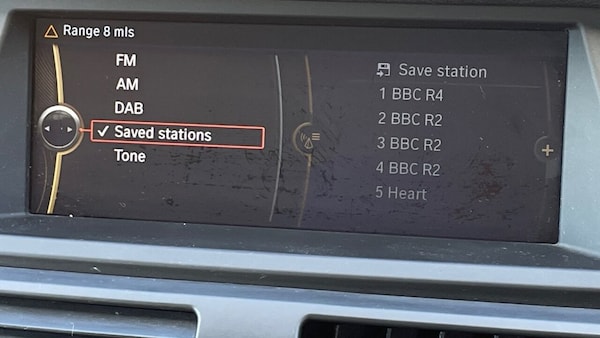 Range 8 mls
FM
AM
DAB
✓ Saved stations
Tone
Save station
1 BBC R4
2 BBC R2
3 BBC R2
4 BBC R2
5 Heart